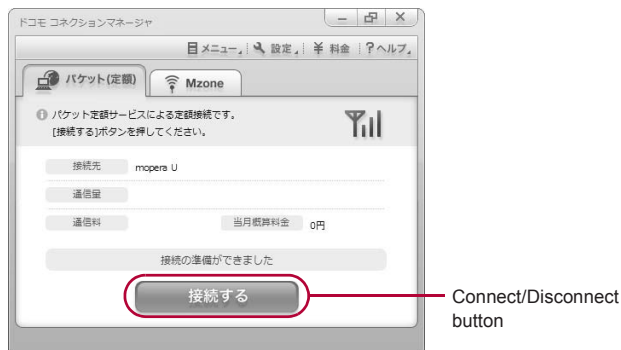 ドコモ コネクションマネージャ
メニュー 設定 ¥ 料金 ? ヘルプ
パケット(定額) Mzone
パケット定額サービスによる定額接続です。
[接続する]ボタンを押してください。
接続先 mopera U
通信量
通信料 当月概算料金 0円
接続の準備ができました
接続する
Connect/Disconnect
button